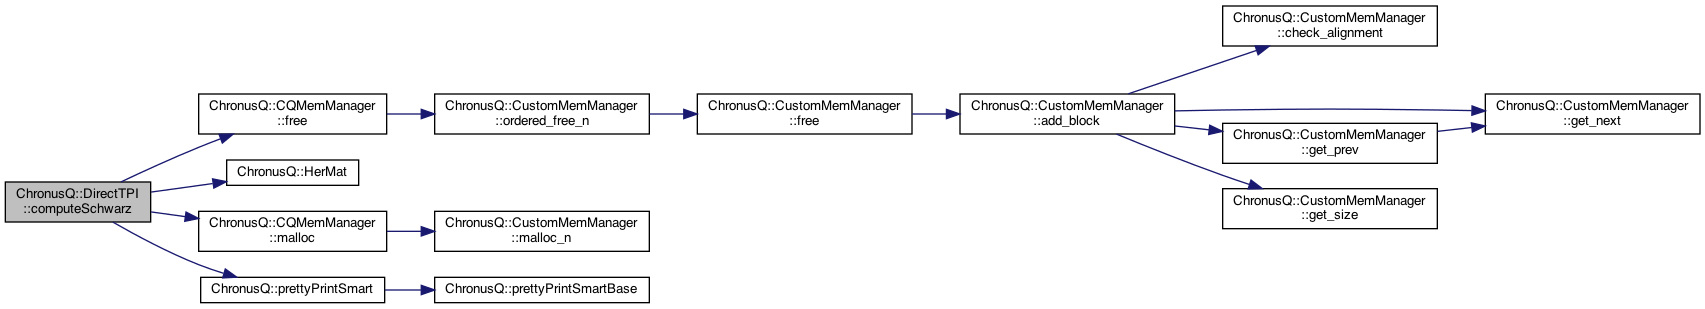 ChronusQ::DirectTPI
::computeSchwarz
ChronusQ::CQMemManager
::free
ChronusQ::HerMat
ChronusQ::CQMemManager
::malloc
ChronusQ::prettyPrintSmart
ChronusQ::CustomMemManager
::ordered_free_n
ChronusQ::CustomMemManager
::malloc_n
ChronusQ::prettyPrintSmartBase
ChronusQ::CustomMemManager
::free
ChronusQ::CustomMemManager
::add_block
ChronusQ::CustomMemManager
::check_alignment
ChronusQ::CustomMemManager
::get_prev
ChronusQ::CustomMemManager
::get_size
ChronusQ::CustomMemManager
::get_next